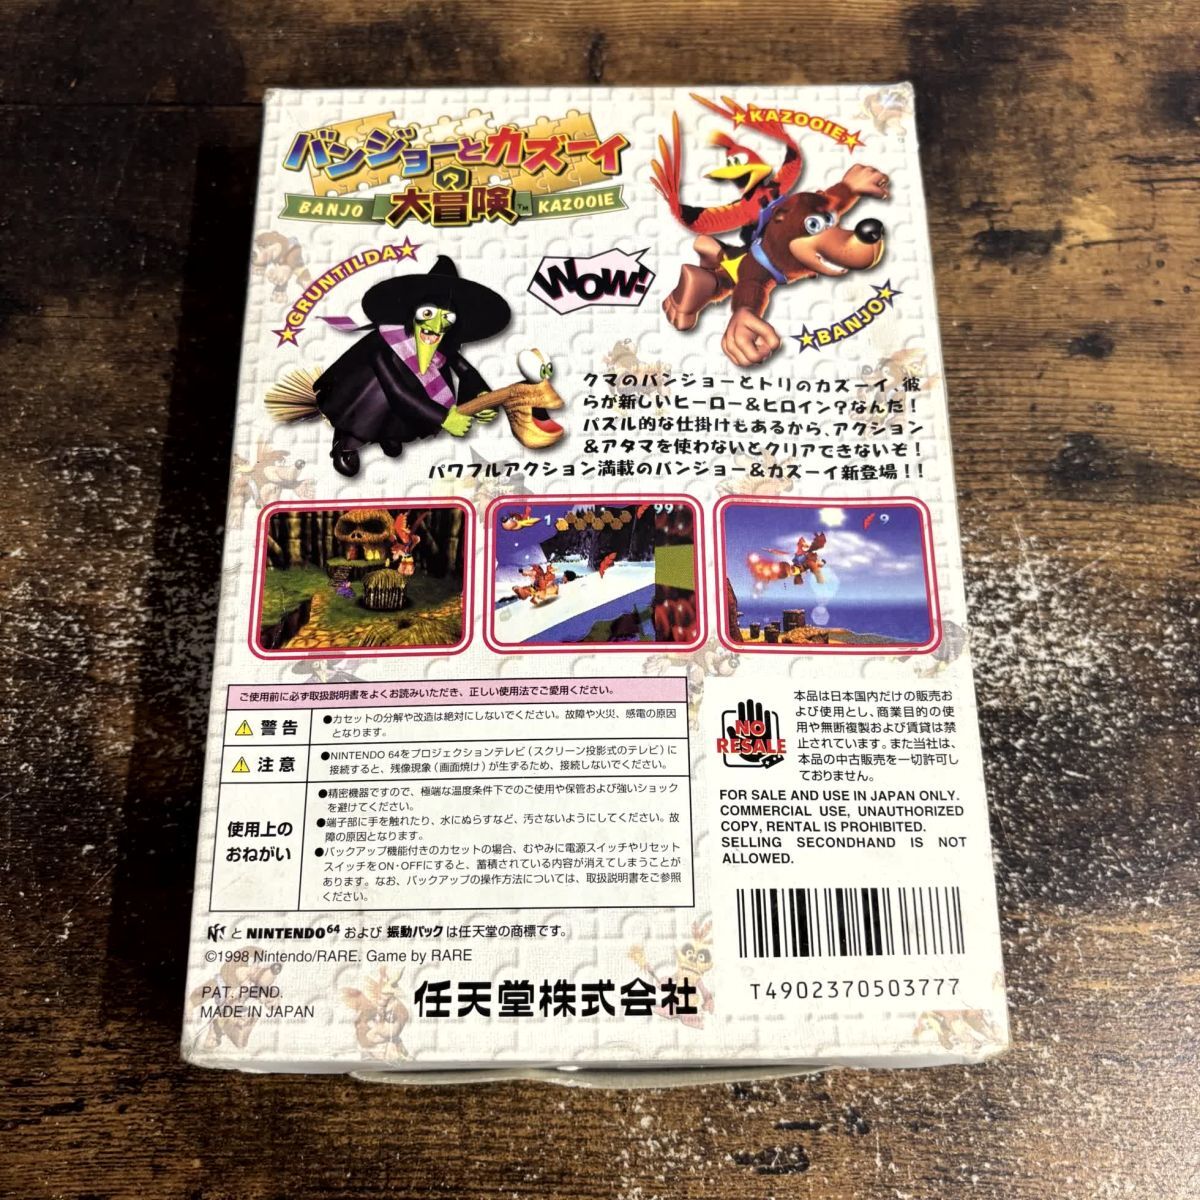 バンジョーとカズーイ
の
BANJO 大冒険™ KAZOOIE
★KAZOOIE★
★GRUNTILDA★
WOW!
★BANJO★
クマのバンジョーとトリのカズーイ、彼
らが新しいヒーロー&ヒロイン?なんだ!
パズル的な仕掛けもあるから、アクション
&アタマを使わないとクリアできないぞ!
パワフルアクション満載のバンジョー&カズーイ新登場!!
1 99
9
ご使用前に必ず取扱説明書をよくお読みいただき、正しい使用法でご愛用ください。
警告
●カセットの分解や改造は絶対にしないでください。故障や火災、感電の原因
となります。
注意
●NINTENDO 64をプロジェクションテレビ(スクリーン投影式のテレビ)に
接続すると、残像現象(画面焼け)が生ずるため、接続しないでください。
使用上の
おねがい
●精密機器ですので、極端な温度条件下でのご使用や保管および強いショック
を避けてください。
●端子部に手を触れたり、水にぬらすなど、汚さないようにしてください。故
障の原因となります。
●バックアップ機能付きのカセットの場合、むやみに電源スイッチやリセット
スイッチをON・OFFにすると、蓄積されている内容が消えてしまうことが
あります。なお、バックアップの操作方法については、取扱説明書をご参照
ください。
NO
RESALE
本品は日本国内だけの販売お
よび使用とし、商業目的の使
用や無断複製および賃貸は禁
止されています。また当社は、
本品の中古販売を一切許可し
ておりません。
FOR SALE AND USE IN JAPAN ONLY.
COMMERCIAL USE, UNAUTHORIZED
COPY, RENTAL IS PROHIBITED.
SELLING SECONDHAND IS NOT
ALLOWED.
と NINTENDO64 および 振動パック は任天堂の商標です。
©1998 Nintendo/RARE. Game by RARE
PAT. PEND.
MADE IN JAPAN
任天堂株式会社
T4902370503777